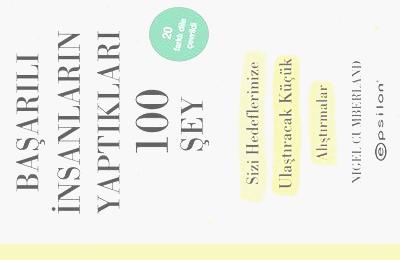 BAŞARILI
İNSANLARIN
YAPTIKLARI
100
ŞEY
20
farklı dile
çevrildi
Sizi Hedeflerinize
Ulaştıracak Küçük
Alıştırmalar
NIGEL CUMBERLAND
epsilon